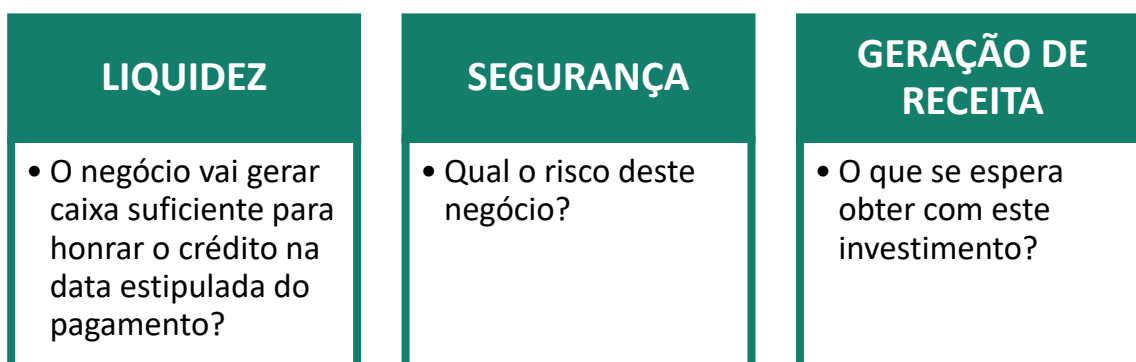 LIQUIDEZ
• O negócio vai gerar
caixa suficiente para
honrar o crédito na
data estipulada do
pagamento?
SEGURANÇA
• Qual o risco deste
negócio?
GERAÇÃO DE
RECEITA
• O que se espera
obter com este
investimento?